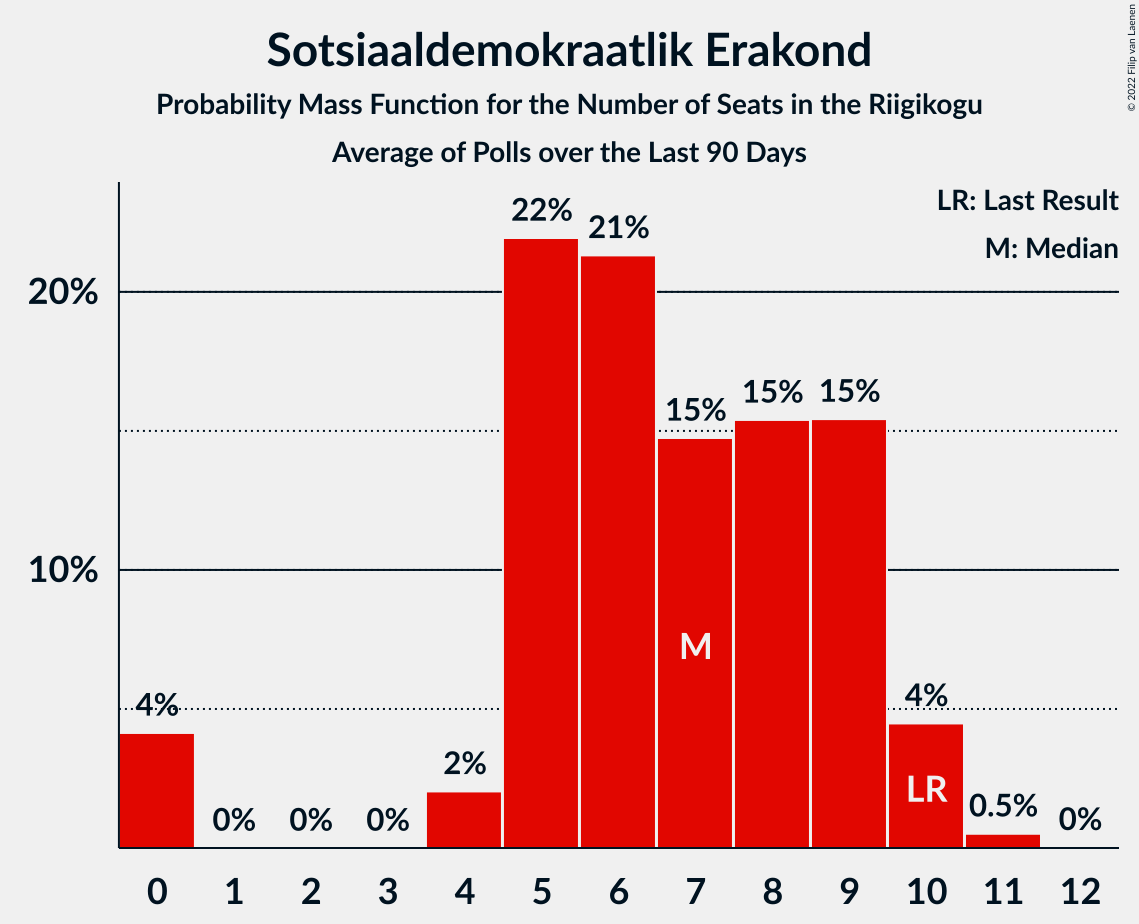 Sotsiaaldemokraatlik Erakond
Probability Mass Function for the Number of Seats in the Riigikogu
Average of Polls over the Last 90 Days
© 2022 Filip van Laenen
LR: Last Result
M: Median
22%
21%
20%
15%
15%
15%
10%
M
4%
4%
2%
LR
0%
0%
0%
0.5%
0%
0 1 2 3 4 5 6 7 8 9 10 11 12